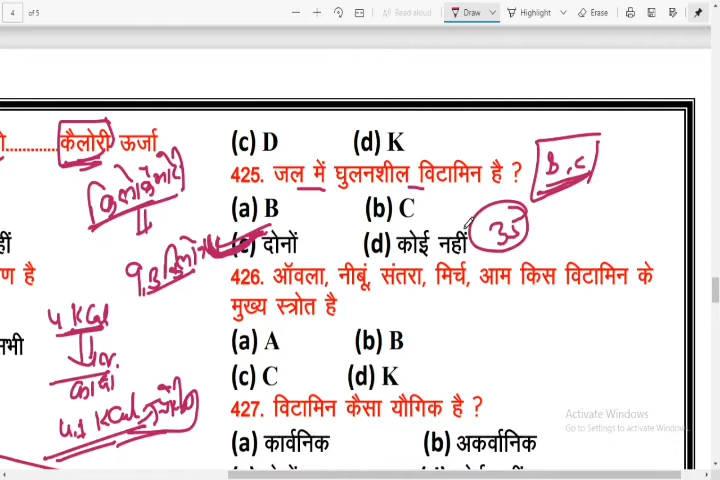 4 of 5 Read aloud Draw Highlight Erase
कैलोरी ऊर्जा
(c) D (d) K
425. जल में घुलनशील विटामिन है ?
B, C
(a) B (b) C
(c) दोनों (d) कोई नहीं
426. ऑवला, नीबूं, संतरा, मिर्च, आम किस विटामिन के
मुख्य स्त्रोत है
ण है
4 KCal
(a) A (b) B
(c) C (d) K
427. विटामिन कैसा यौगिक है ?
(a) कार्वनिक (b) अकर्वानिक
Activate Windows
Go to Settings to activate Windows.